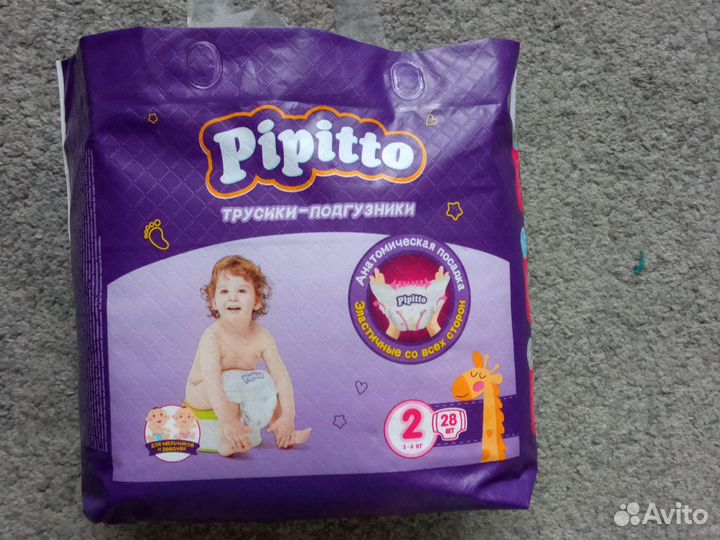 Pipitto
ТРУСИКИ-ПОДГУЗНИКИ
Анатомическая посадка
Pipitto
Эластичные со всех сторон
Pipitto
для мальчиков
и девочек
2
3-6 кг
28
шт
Avito